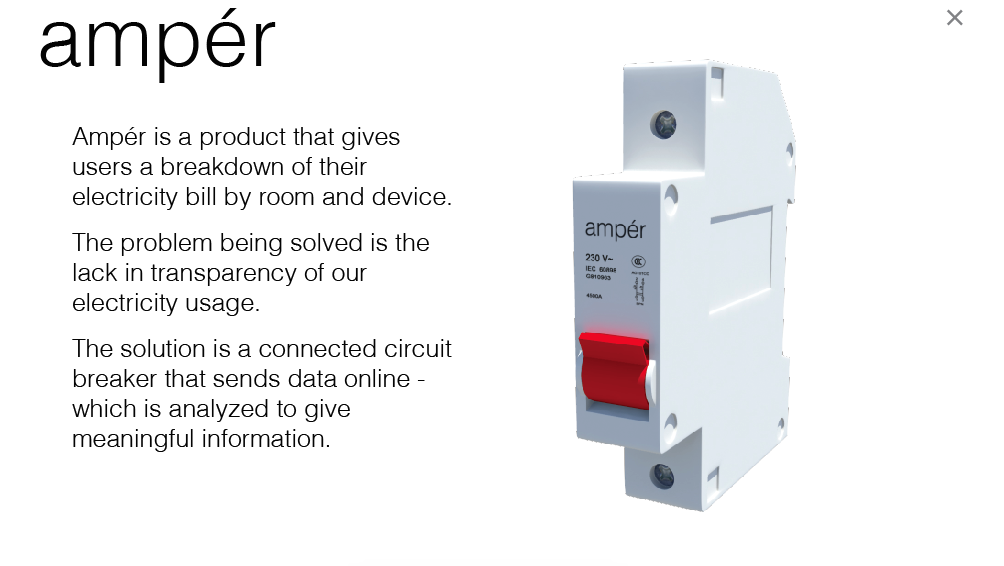 ampér
Ampér is a product that gives
users a breakdown of their
electricity bill by room and device.
The problem being solved is the
lack in transparency of our
electricity usage.
The solution is a connected circuit
breaker that sends data online -
which is analyzed to give
meaningful information.
ampér
230 V~
IEC 60898